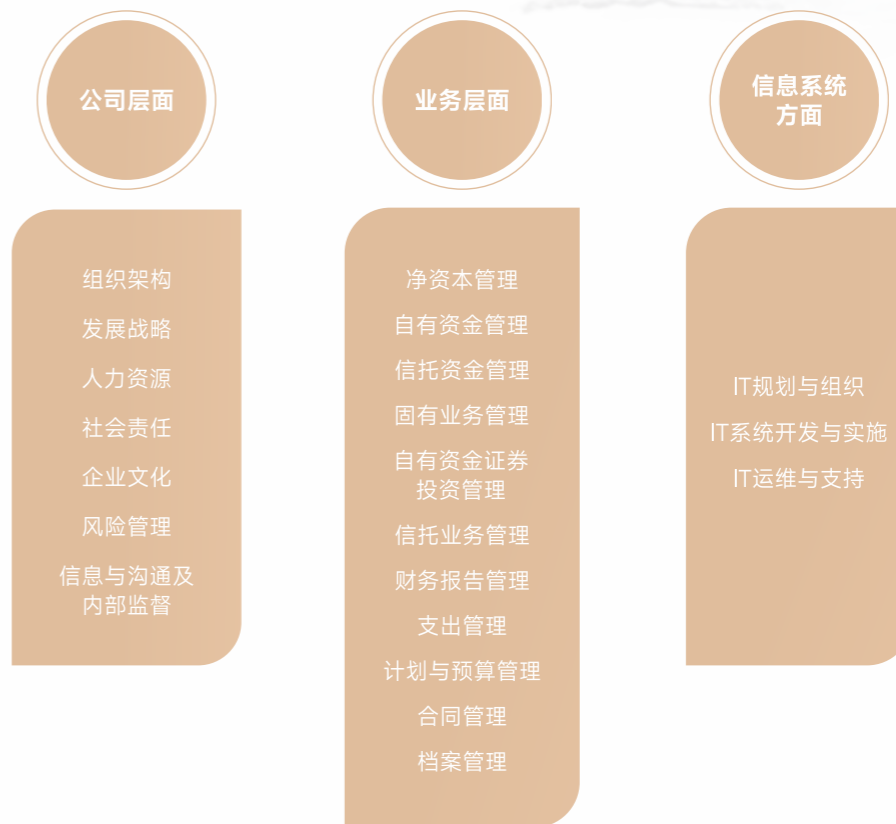 公司层面
组织架构
发展战略
人力资源
社会责任
企业文化
风险管理
信息与沟通及
内部监督
业务层面
净资本管理
自有资金管理
信托资金管理
固有业务管理
自有资金证券
投资管理
信托业务管理
财务报告管理
支出管理
计划与预算管理
合同管理
档案管理
信息系统
方面
IT规划与组织
IT系统开发与实施
IT运维与支持